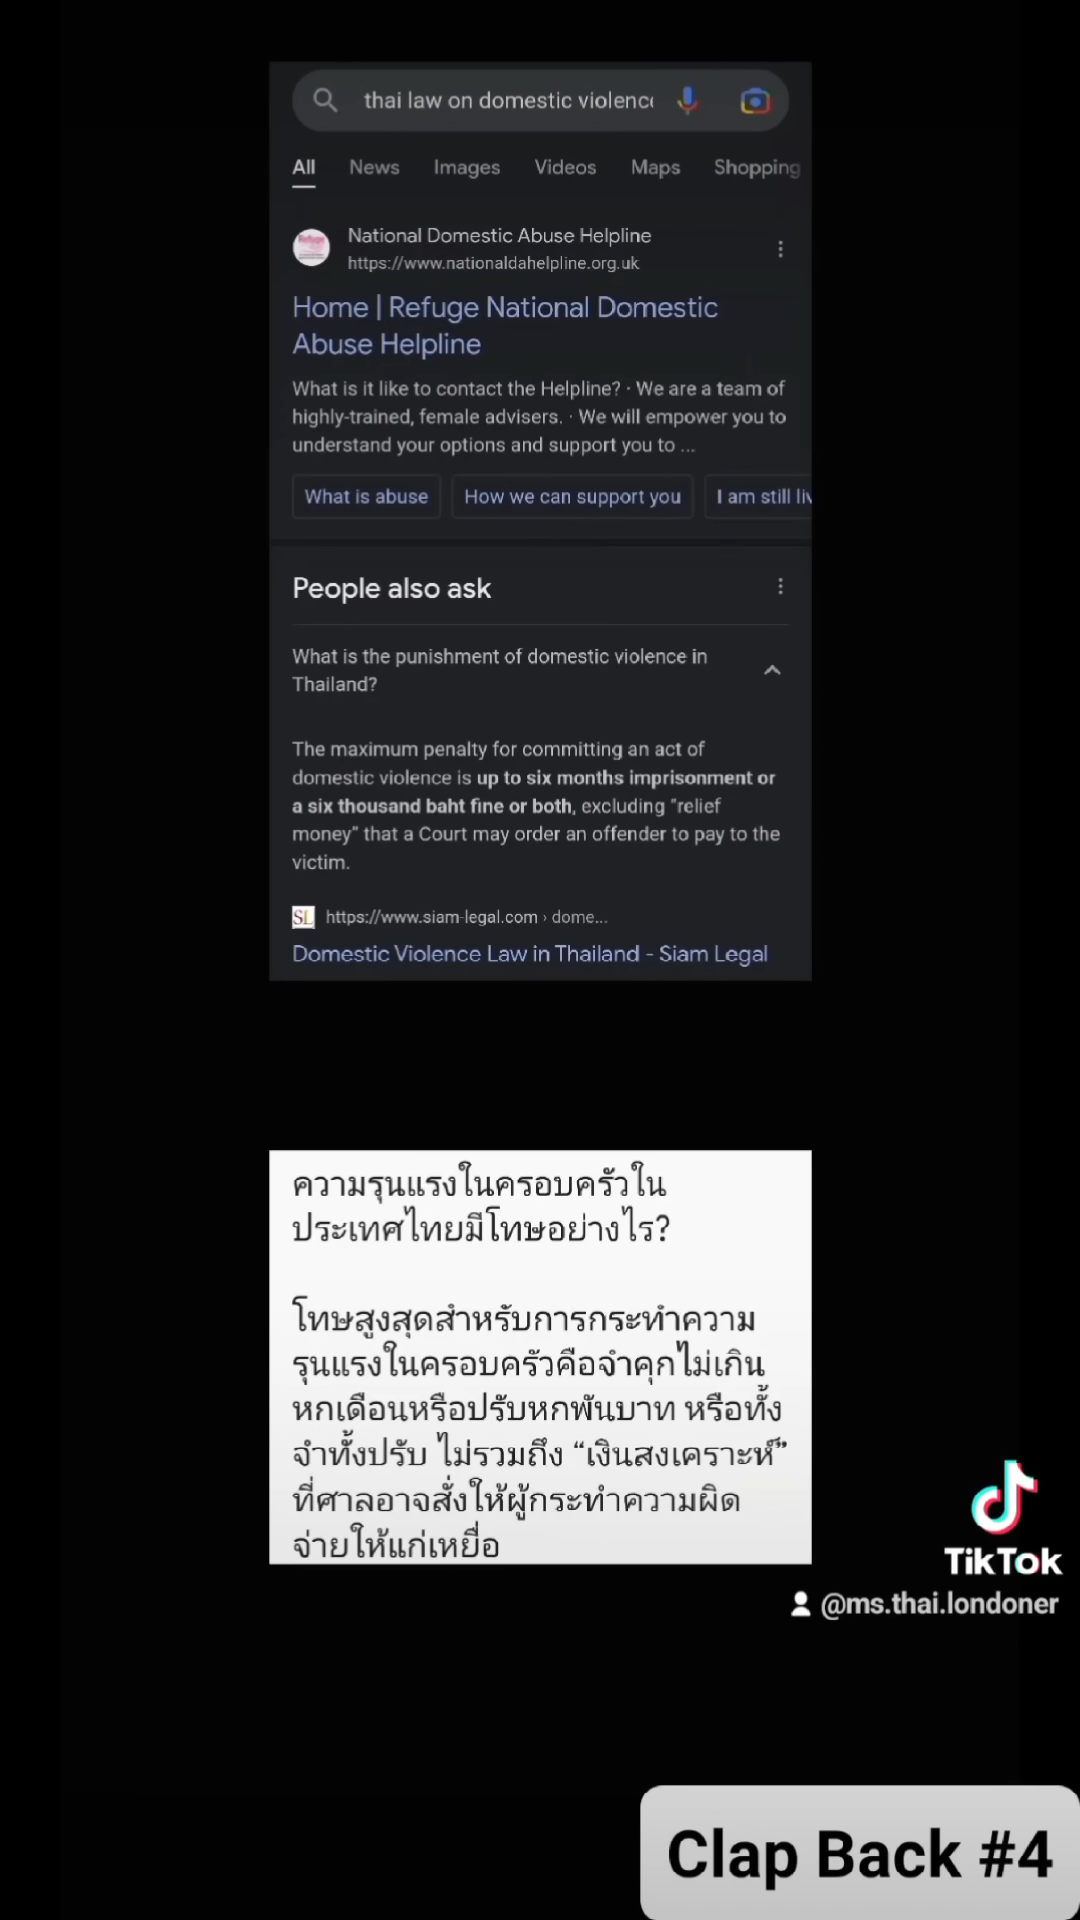 thai law on domestic violenc
All News Images Videos Maps Shopping
National Domestic Abuse Helpline
https://www.nationaldahelpline.org.uk
Home | Refuge National Domestic
Abuse Helpline
What is it like to contact the Helpline? · We are a team of
highly-trained, female advisers. · We will empower you to
understand your options and support you to ...
What is abuse How we can support you I am still liv
People also ask
What is the punishment of domestic violence in
Thailand?
The maximum penalty for committing an act of
domestic violence is up to six months imprisonment or
a six thousand baht fine or both, excluding “relief
money” that a Court may order an offender to pay to the
victim.
SL https://www.siam-legal.com › dome...
Domestic Violence Law in Thailand - Siam Legal
ความรุนแรงในครอบครัวใน
ประเทศไทยมีโทษอย่างไร?
โทษสูงสุดสำหรับการกระทำความ
รุนแรงในครอบครัวคือจำคุกไม่เกิน
หกเดือนหรือปรับหกพันบาท หรือทั้ง
จำทั้งปรับ ไม่รวมถึง “เงินสงเคราะห์”
ที่ศาลอาจสั่งให้ผู้กระทำความผิด
จ่ายให้แก่เหยื่อ
TikTok
@ms.thai.londoner
Clap Back #4